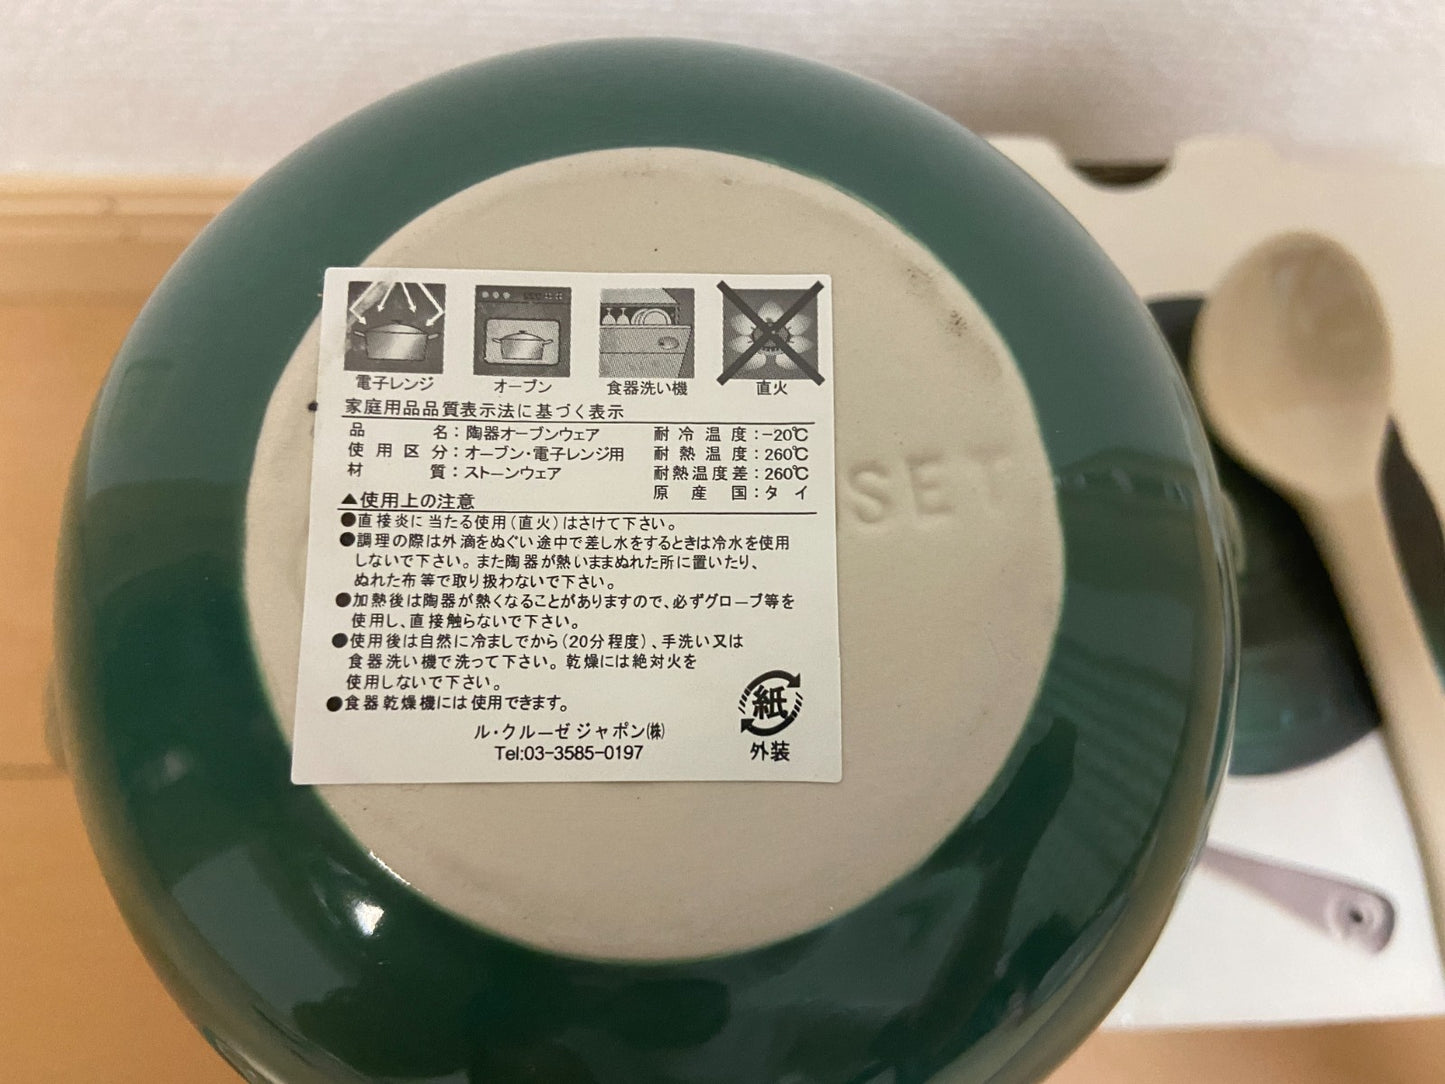 電子レンジ オーブン 食器洗い機 直火
家庭用品品質表示法に基づく表示
品 名：陶器オーブンウェア 耐冷温度：-20℃
使用区分：オーブン・電子レンジ用 耐熱温度：260℃
材 質：ストーンウェア 耐熱温度差：260℃
原産国：タイ
▲使用上の注意
●直接炎に当たる使用（直火）はさけて下さい。
●調理の際は外滴をぬぐい途中で差し水をするときは冷水を使用
しないで下さい。また陶器が熱いままぬれた所に置いたり、
ぬれた布等で取り扱わないで下さい。
●加熱後は陶器が熱くなることがありますので、必ずグローブ等を
使用し、直接触らないで下さい。
●使用後は自然に冷ましてから（20分程度）、手洗い又は
食器洗い機で洗って下さい。乾燥には絶対火を
使用しないで下さい。
●食器乾燥機には使用できます。
ル・クルーゼ ジャポン㈱
Tel:03-3585-0197
紙
外装
SET